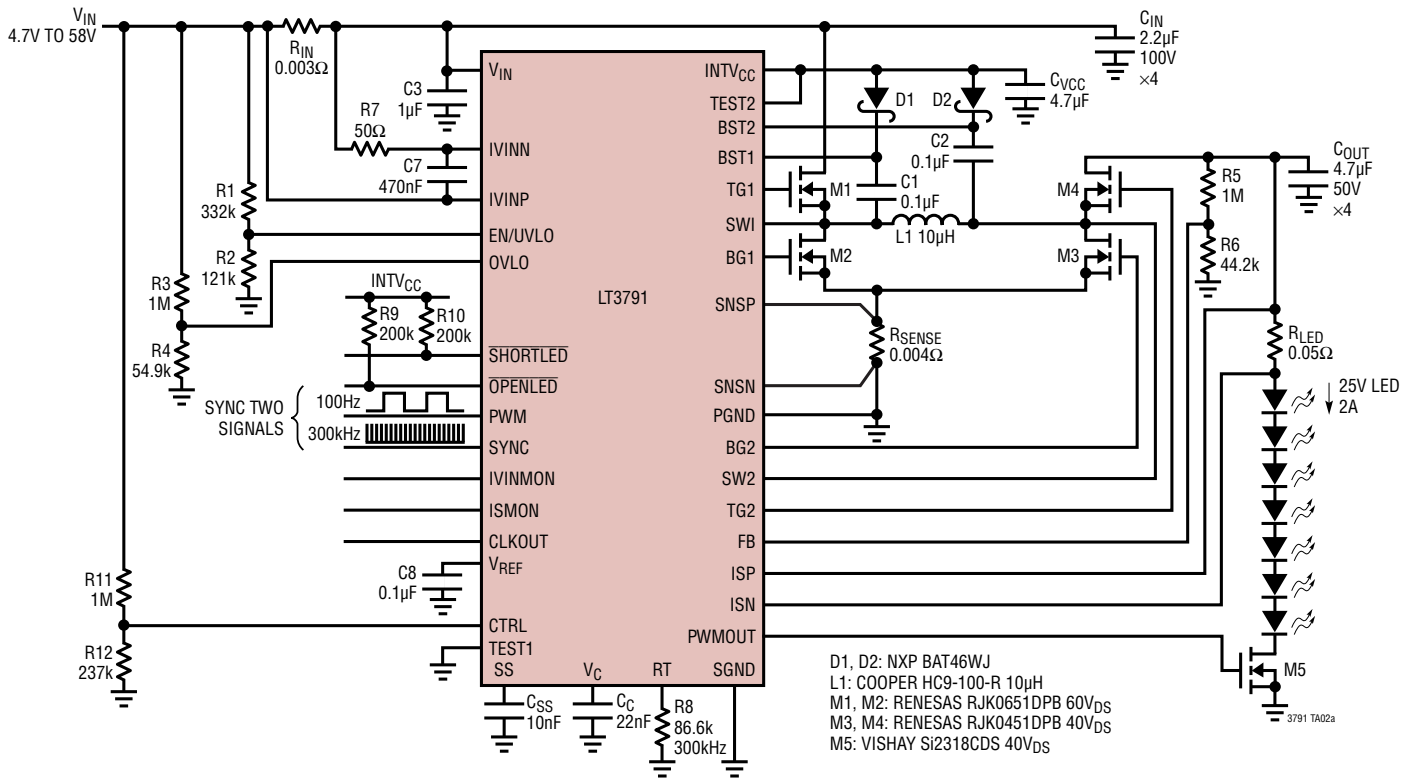 VIN
4.7V TO 58V
RIN
0.003Ω
CIN
2.2µF
100V
×4
C3
1µF
R7
50Ω
C7
470nF
R1
332k
R2
121k
R3
1M
R4
54.9k
INTVCC
R9
200k
R10
200k
SYNC TWO
SIGNALS
100Hz
300kHz
R11
1M
R12
237k
C8
0.1µF
VIN
IVINN
IVINP
EN/UVLO
OVLO
SHORTLED
OPENLED
PWM
SYNC
IVINMON
ISMON
CLKOUT
VREF
CTRL
TEST1
SS
VC
RT
SGND
LT3791
INTVCC
TEST2
BST2
BST1
TG1
SWI
BG1
SNSP
SNSN
PGND
BG2
SW2
TG2
FB
ISP
ISN
PWMOUT
CSS
10nF
CC
22nF
R8
86.6k
300kHz
D1
D2
CVCC
4.7µF
C2
0.1µF
C1
0.1µF
M1
M2
L1 10µH
M4
M3
RSENSE
0.004Ω
R5
1M
R6
44.2k
COUT
4.7µF
50V
×4
RLED
0.05Ω
25V LED
2A
M5
D1, D2: NXP BAT46WJ
L1: COOPER HC9-100-R 10µH
M1, M2: RENESAS RJK0651DPB 60VDS
M3, M4: RENESAS RJK0451DPB 40VDS
M5: VISHAY Si2318CDS 40VDS
3791 TA02a